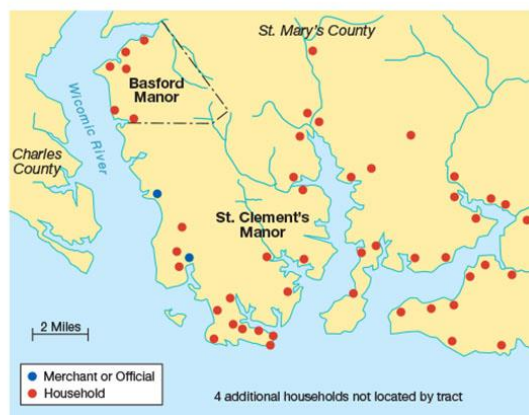 St. Mary's County
Basford
Manor
Wicomic River
Charles
County
St. Clement's
Manor
2 Miles
Merchant or Official
Household
4 additional households not located by tract